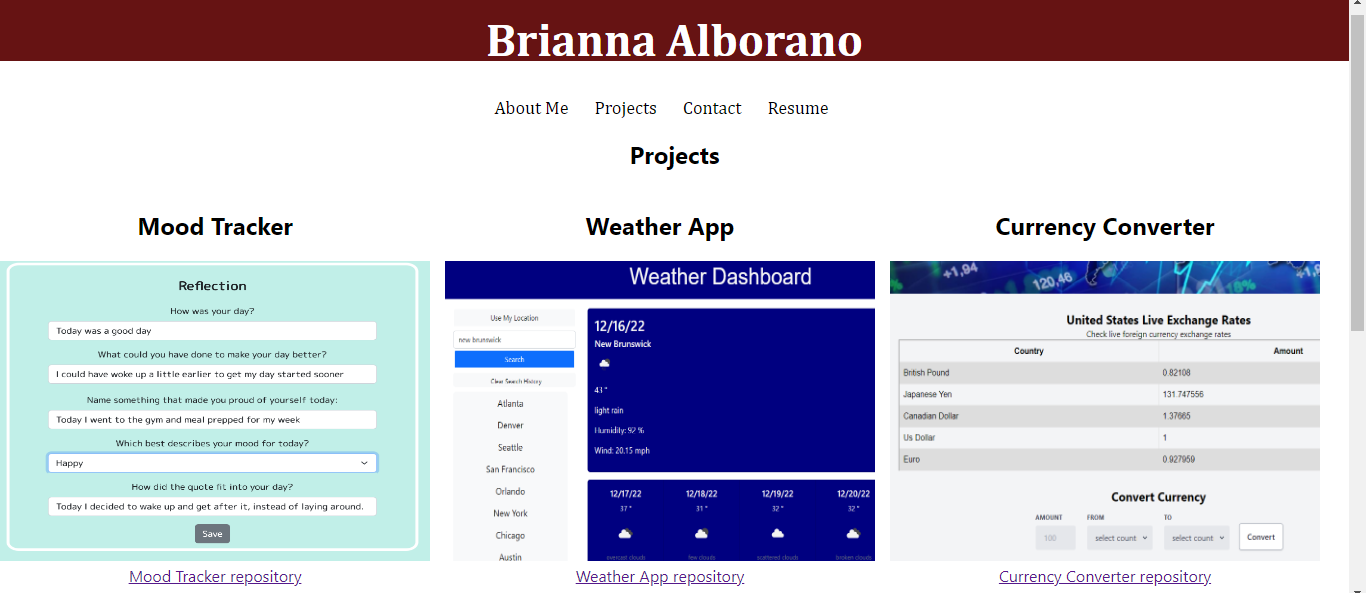 Brianna Alborano
About Me Projects Contact Resume
Projects
Mood Tracker
Reflection
How was your day?
Today was a good day
What could you have done to make your day better?
I could have woke up a little earlier to get my day started sooner
Name something that made you proud of yourself today:
Today I went to the gym and meal prepped for my week
Which best describes your mood for today?
Happy
How did the quote fit into your day?
Today I decided to wake up and get after it, instead of laying around.
Save
Mood Tracker repository
Weather App
Weather Dashboard
Use My Location
new brunswick
Search
Clear Search History
Atlanta
Denver
Seattle
San Francisco
Orlando
New York
Chicago
Austin
12/16/22
New Brunswick
43 °
light rain
Humidity: 92 %
Wind: 20.15 mph
12/17/22 12/18/22 12/19/22 12/20/22
37 ° 31 ° 32 ° 32 °
overcast clouds few clouds scattered clouds broken clouds
Weather App repository
Currency Converter
+1,94
120,46
18%
United States Live Exchange Rates
Check live foreign currency exchange rates
Country Amount
British Pound 0.82108
Japanese Yen 131.747556
Canadian Dollar 1.37665
Us Dollar 1
Euro 0.927959
Convert Currency
AMOUNT FROM TO
100 select count select count Convert
Currency Converter repository